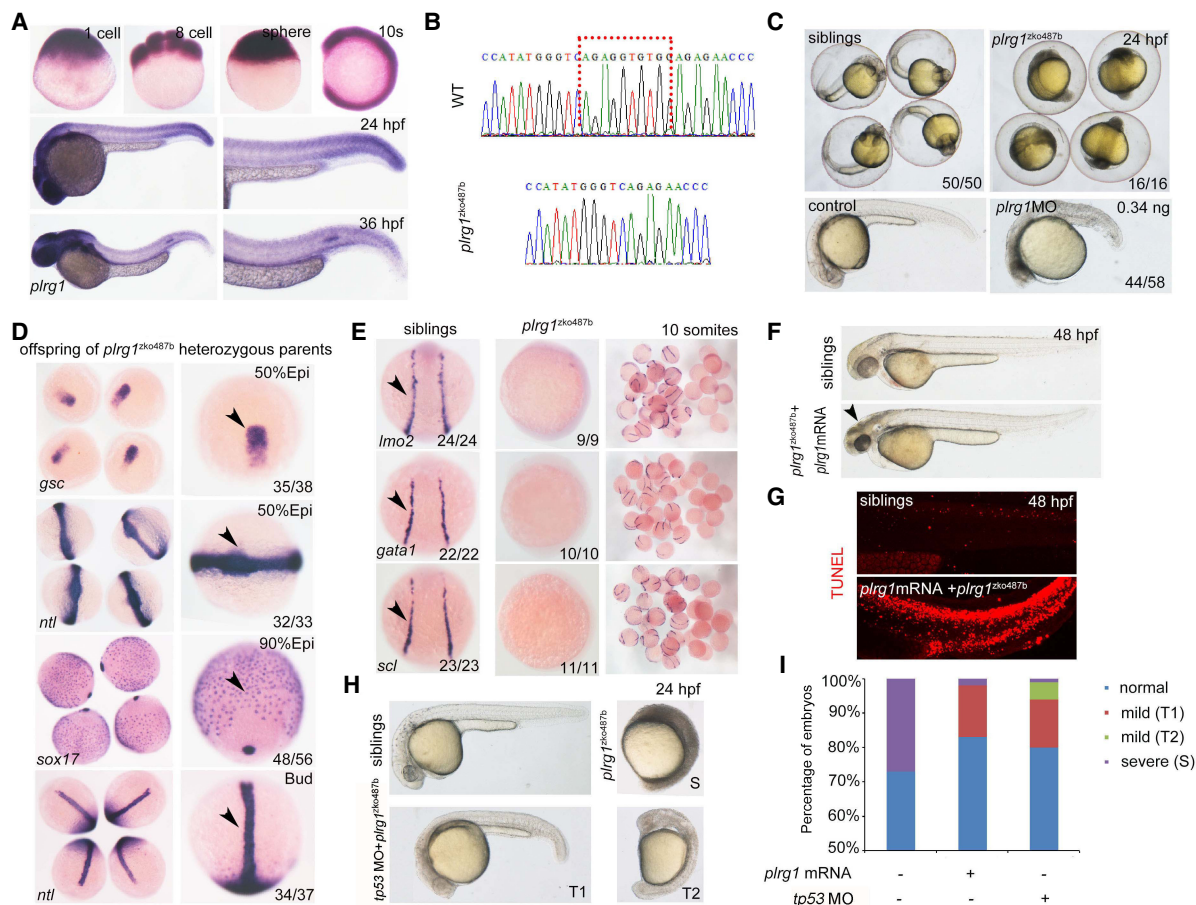 A
1 cell
8 cell
sphere
10s
24 hpf
36 hpf
plrg1
B
CCATATGGGTCAGAGGTGTGCAGAGAACCC
WT
CCATATGGGTCAGAGAACCC
plrg1zko487b
C
siblings
plrg1zko487b
24 hpf
50/50
16/16
control
plrg1MO
0.34 ng
44/58
D
offspring of plrg1zko487b heterozygous parents
50%Epi
gsc
35/38
50%Epi
ntl
32/33
90%Epi
sox17
48/56
Bud
ntl
34/37
E
siblings
plrg1zko487b
10 somites
lmo2
24/24
9/9
gata1
22/22
10/10
scl
23/23
11/11
F
siblings
48 hpf
plrg1zko487b+
plrg1mRNA
G
siblings
48 hpf
TUNEL
plrg1mRNA +plrg1zko487b
H
24 hpf
siblings
plrg1zko487b
S
tp53 MO+plrg1zko487b
T1
T2
I
Percentage of embryos
100%
90%
80%
70%
60%
50%
normal
mild (T1)
mild (T2)
severe (S)
plrg1 mRNA - + -
tp53 MO - - +